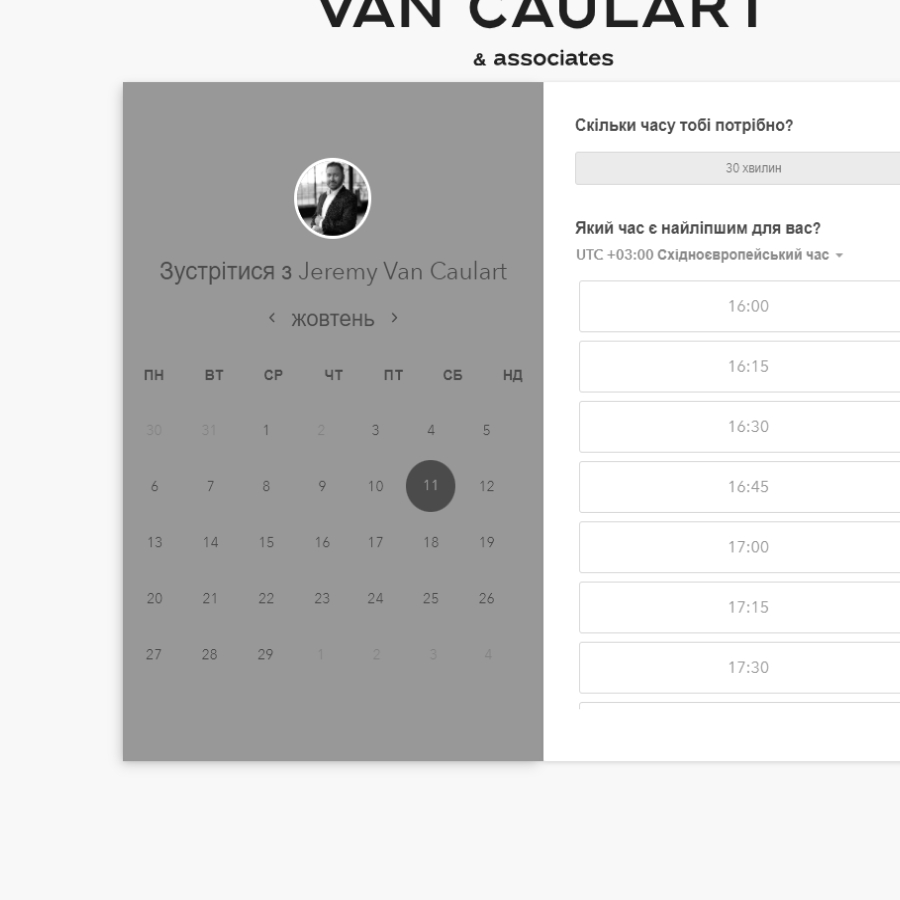 VAN CAULART
& associates
Зустрітися з Jeremy Van Caulart
жовтень
ПН ВТ СР ЧТ ПТ СБ НД
30 31 1 2 3 4 5
6 7 8 9 10 11 12
13 14 15 16 17 18 19
20 21 22 23 24 25 26
27 28 29 1 2 3 4
Скільки часу тобі потрібно?
30 хвилин
Який час є найліпшим для вас?
UTC +03:00 Східноєвропейський час
16:00
16:15
16:30
16:45
17:00
17:15
17:30